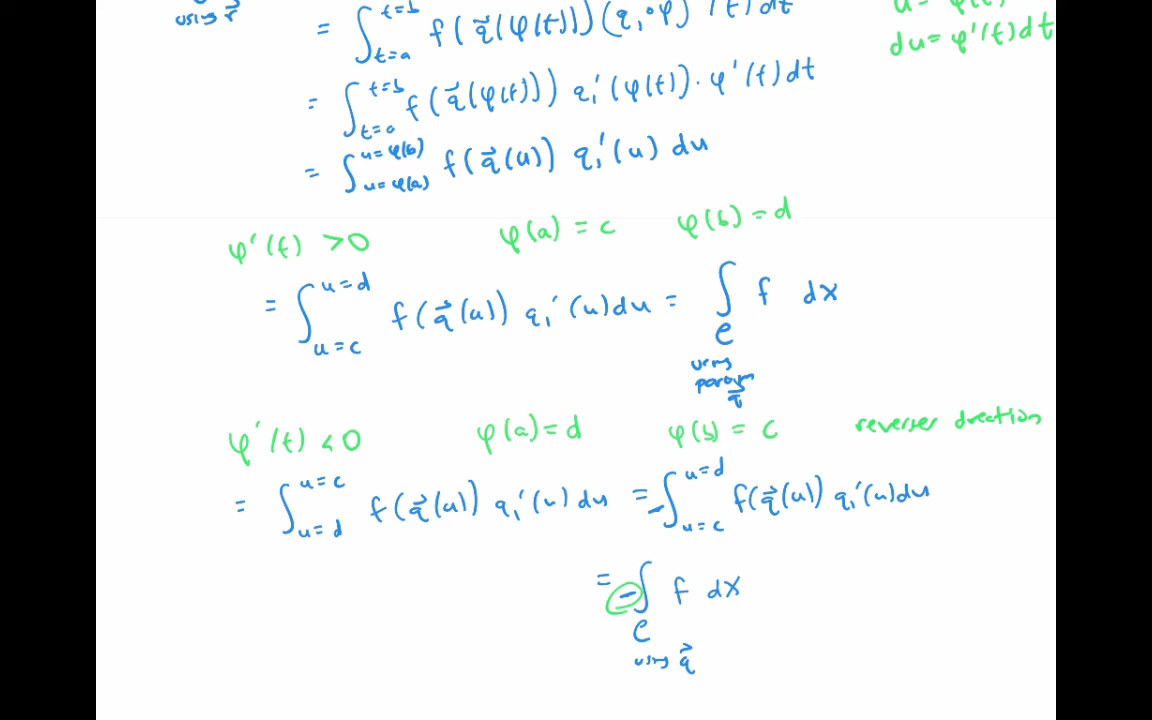 using r⃗
= ∫_{t=a}^{t=b} f(q⃗(φ(t)))(q₁∘φ)'(t) dt
du = φ'(t)dt
= ∫_{t=a}^{t=b} f(q⃗(φ(t))) q₁'(φ(t)) · φ'(t) dt
= ∫_{u=φ(a)}^{u=φ(b)} f(q⃗(u)) q₁'(u) du
φ'(t) > 0 φ(a) = c φ(b) = d
= ∫_{u=c}^{u=d} f(q⃗(u)) q₁'(u) du = ∫_C f dx
using
param
q⃗
φ'(t) < 0 φ(a) = d φ(b) = c reverses direction
= ∫_{u=d}^{u=c} f(q⃗(u)) q₁'(u) du = -∫_{u=c}^{u=d} f(q⃗(u)) q₁'(u) du
= -∫_C f dx
using q⃗